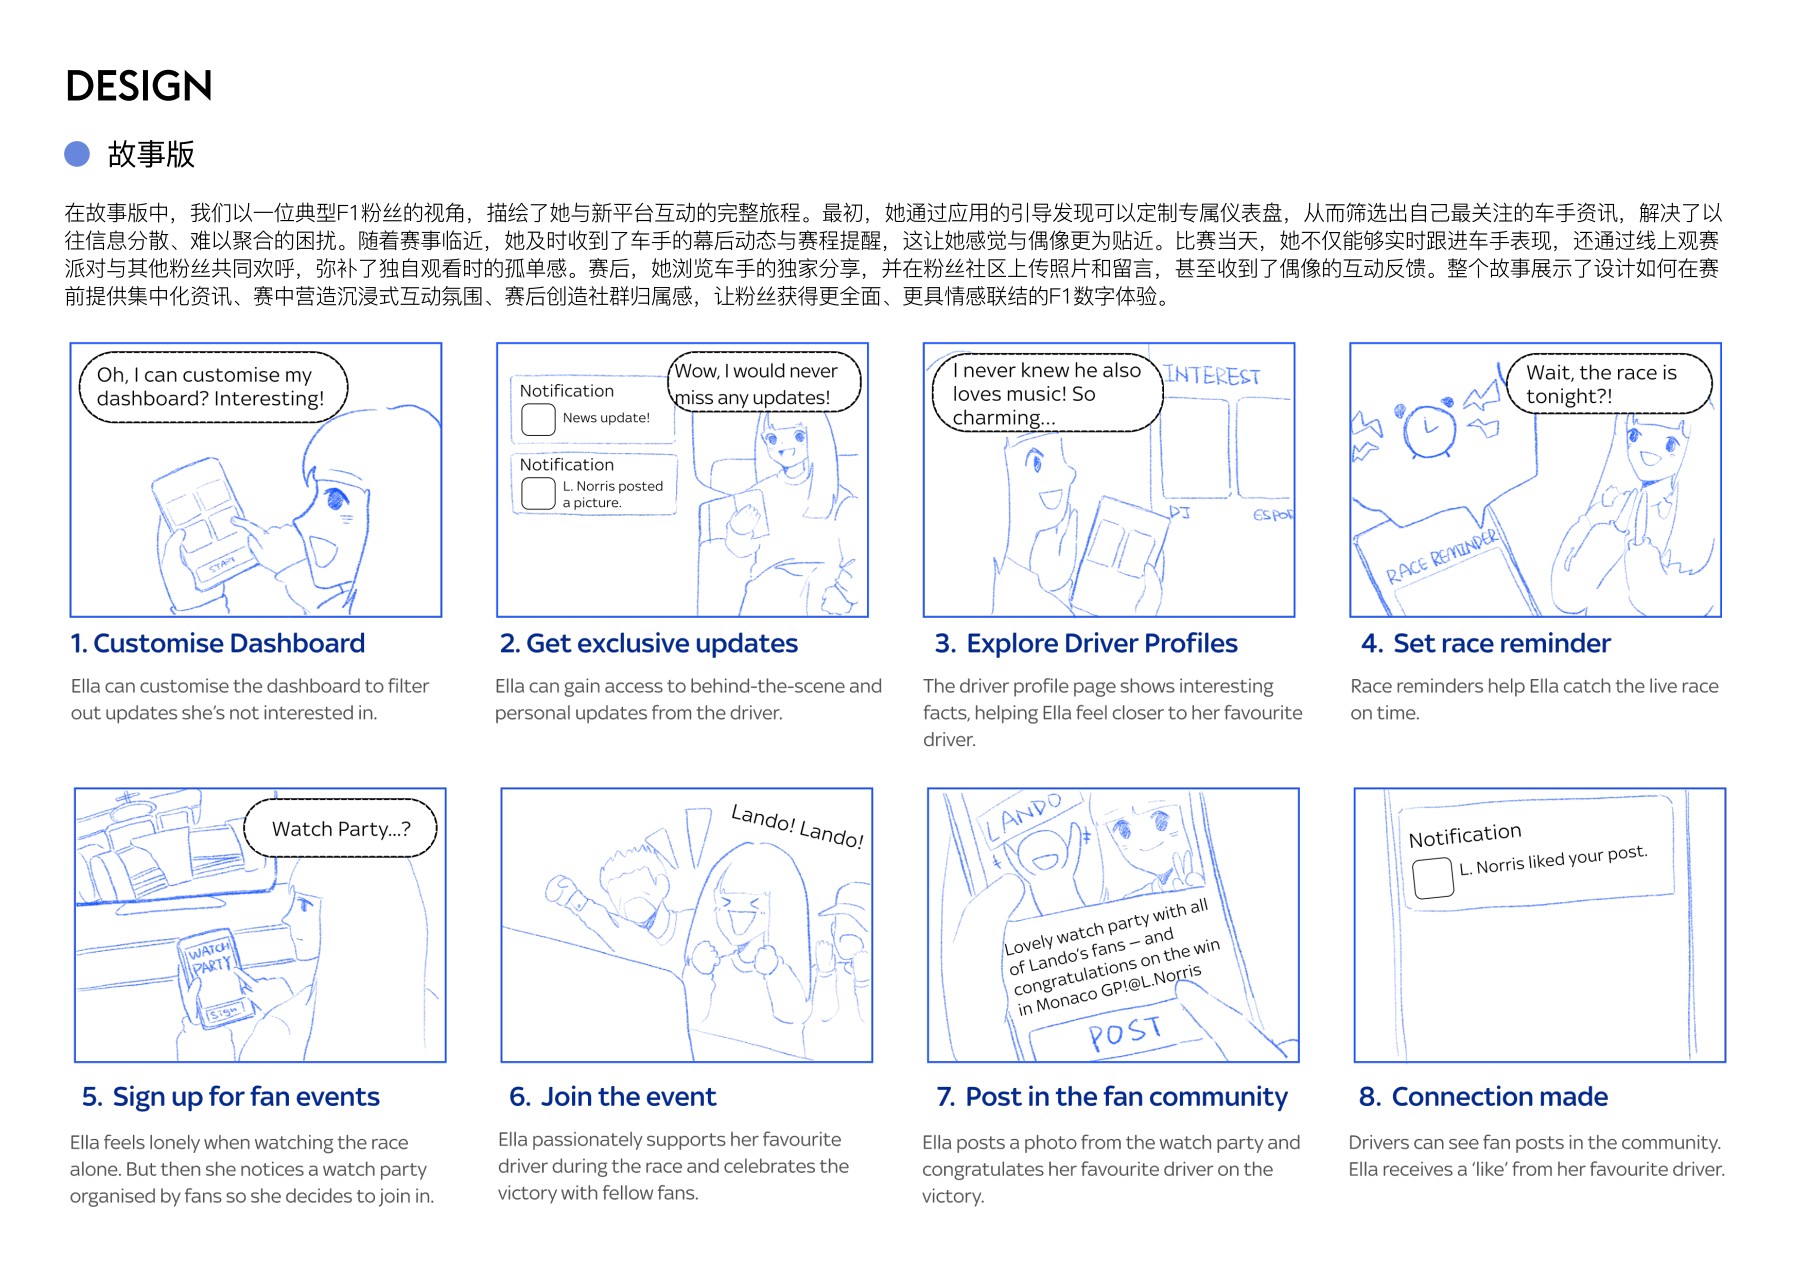 DESIGN
故事版
在故事版中，我们以一位典型F1粉丝的视角，描绘了她与新平台互动的完整旅程。最初，她通过应用的引导发现可以定制专属仪表盘，从而筛选出自己最关注的车手资讯，解决了以
往信息分散、难以聚合的困扰。随着赛事临近，她及时收到了车手的幕后动态与赛程提醒，这让她感觉与偶像更为贴近。比赛当天，她不仅能够实时跟进车手表现，还通过线上观赛
派对与其他粉丝共同欢呼，弥补了独自观看时的孤单感。赛后，她浏览车手的独家分享，并在粉丝社区上传照片和留言，甚至收到了偶像的互动反馈。整个故事展示了设计如何在赛
前提供集中化资讯、赛中营造沉浸式互动氛围、赛后创造社群归属感，让粉丝获得更全面、更具情感联结的F1数字体验。
Oh, I can customise my
dashboard? Interesting!
START
1. Customise Dashboard
Ella can customise the dashboard to filter
out updates she's not interested in.
Wow, I would never
miss any updates!
Notification
News update!
Notification
L. Norris posted
a picture.
2. Get exclusive updates
Ella can gain access to behind-the-scene and
personal updates from the driver.
I never knew he also
loves music! So
charming...
INTEREST
DJ
ESPOR
3. Explore Driver Profiles
The driver profile page shows interesting
facts, helping Ella feel closer to her favourite
driver.
Wait, the race is
tonight?!
RACE REMINDER
4. Set race reminder
Race reminders help Ella catch the live race
on time.
Watch Party...?
WATCH
PARTY
Sign
5. Sign up for fan events
Ella feels lonely when watching the race
alone. But then she notices a watch party
organised by fans so she decides to join in.
Lando! Lando!
6. Join the event
Ella passionately supports her favourite
driver during the race and celebrates the
victory with fellow fans.
LANDO
Lovely watch party with all
of Lando's fans – and
congratulations on the win
in Monaco GP!@L.Norris
POST
7. Post in the fan community
Ella posts a photo from the watch party and
congratulates her favourite driver on the
victory.
Notification
L. Norris liked your post.
8. Connection made
Drivers can see fan posts in the community.
Ella receives a 'like' from her favourite driver.